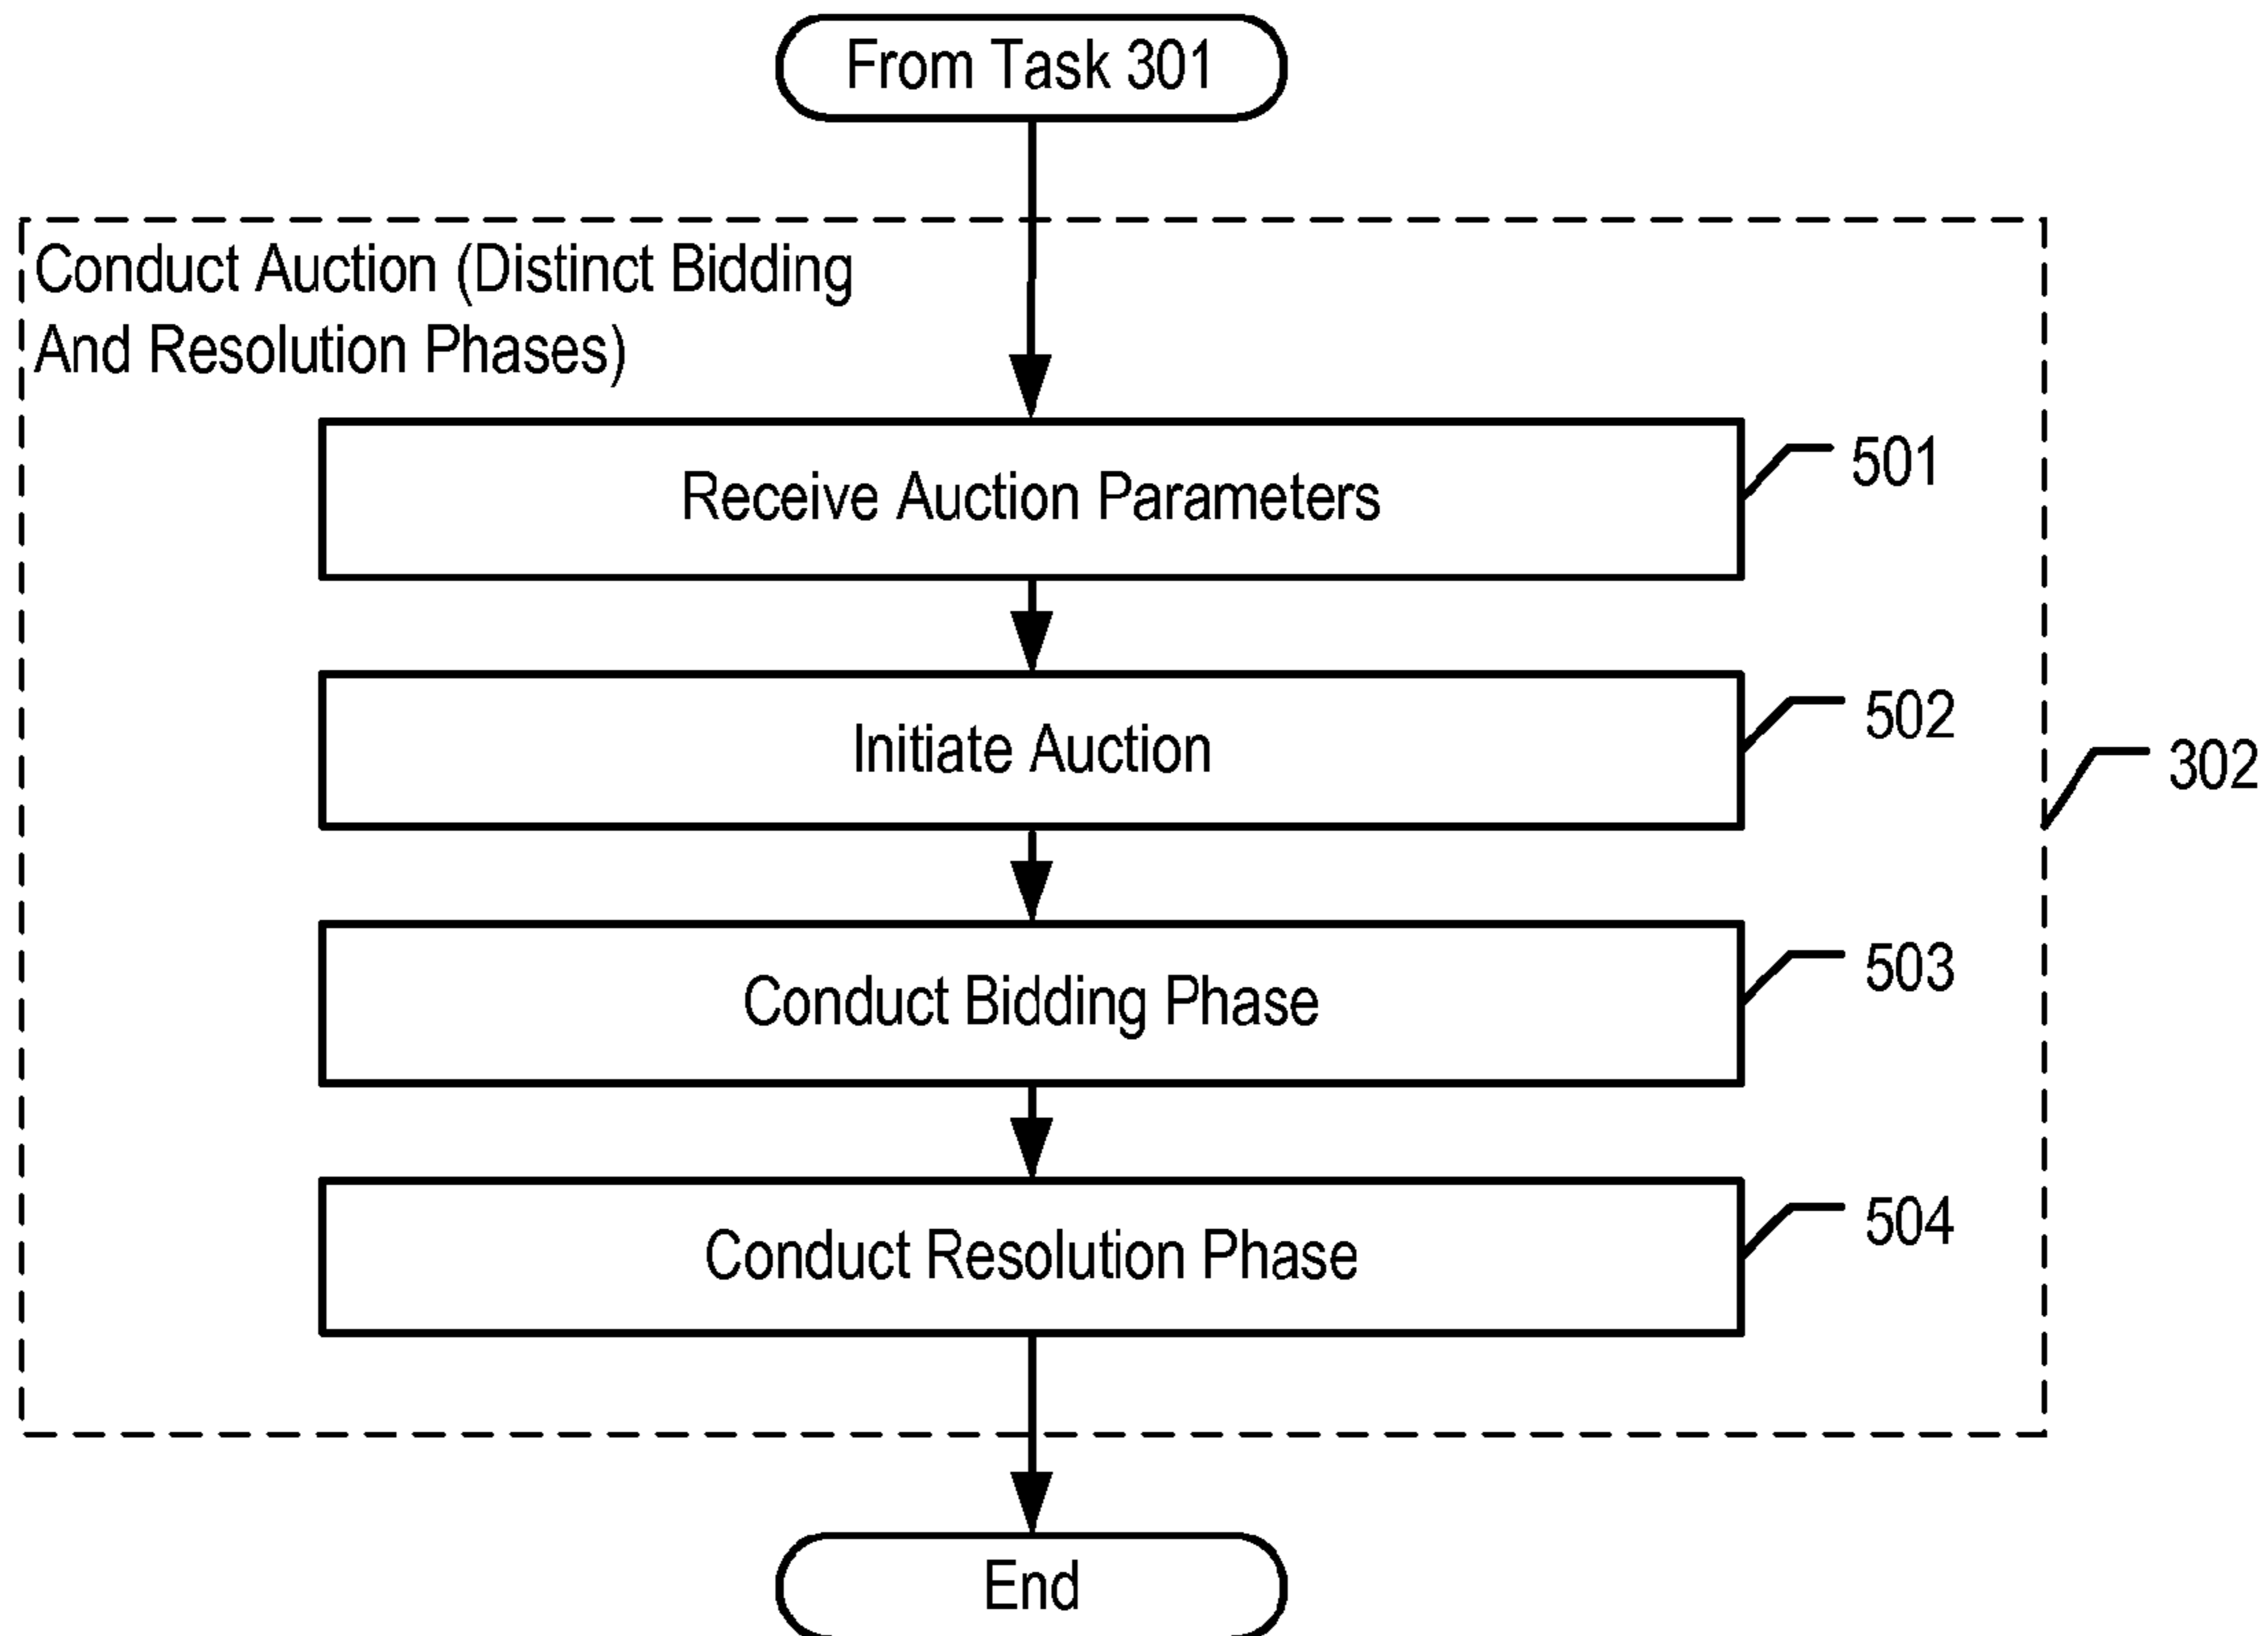 From Task 301
Conduct Auction (Distinct Bidding
And Resolution Phases)
Receive Auction Parameters
501
Initiate Auction
502
302
Conduct Bidding Phase
503
Conduct Resolution Phase
504
End